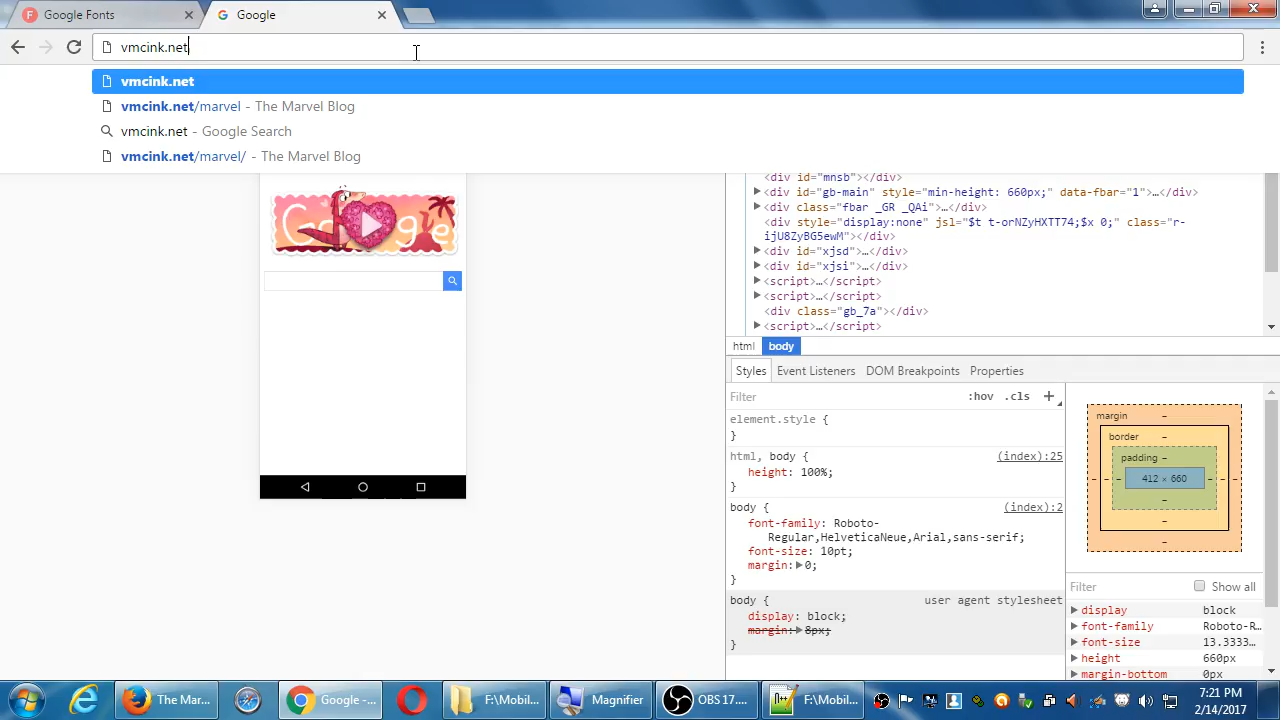 Google Fonts
Google
vmcink.net
vmcink.net
vmcink.net/marvel - The Marvel Blog
vmcink.net - Google Search
vmcink.net/marvel/ - The Marvel Blog
Google
<div id="mnsb"></div>
<div id="gb-main" style="min-height: 660px;" data-fbar="1">…</div>
<div class="fbar _GR _QAi">…</div>
<div style="display:none" jsl="$t t-orNZyHXTT74;$x 0;" class="r-
ijU8ZyBG5ewM"></div>
<div id="xjsd">…</div>
<div id="xjsi">…</div>
<script>…</script>
<script>…</script>
<div class="gb_7a"></div>
<script>…</script>
html body
Styles Event Listeners DOM Breakpoints Properties
Filter :hov .cls +
element.style {
}
html, body { (index):25
height: 100%;
}
body { (index):2
font-family: Roboto-
Regular,HelveticaNeue,Arial,sans-serif;
font-size: 10pt;
margin: 0;
}
body { user agent stylesheet
display: block;
margin: 8px;
}
margin –
border –
padding –
– – – 412 × 660 – – –
–
–
–
Filter Show all
display block
font-family Roboto-R…
font-size 13.3333…
height 660px
margin-bottom 0px
The Mar... Google -... F:\Mobil... Magnifier OBS 17.... F:\Mobil...
7:21 PM
2/14/2017